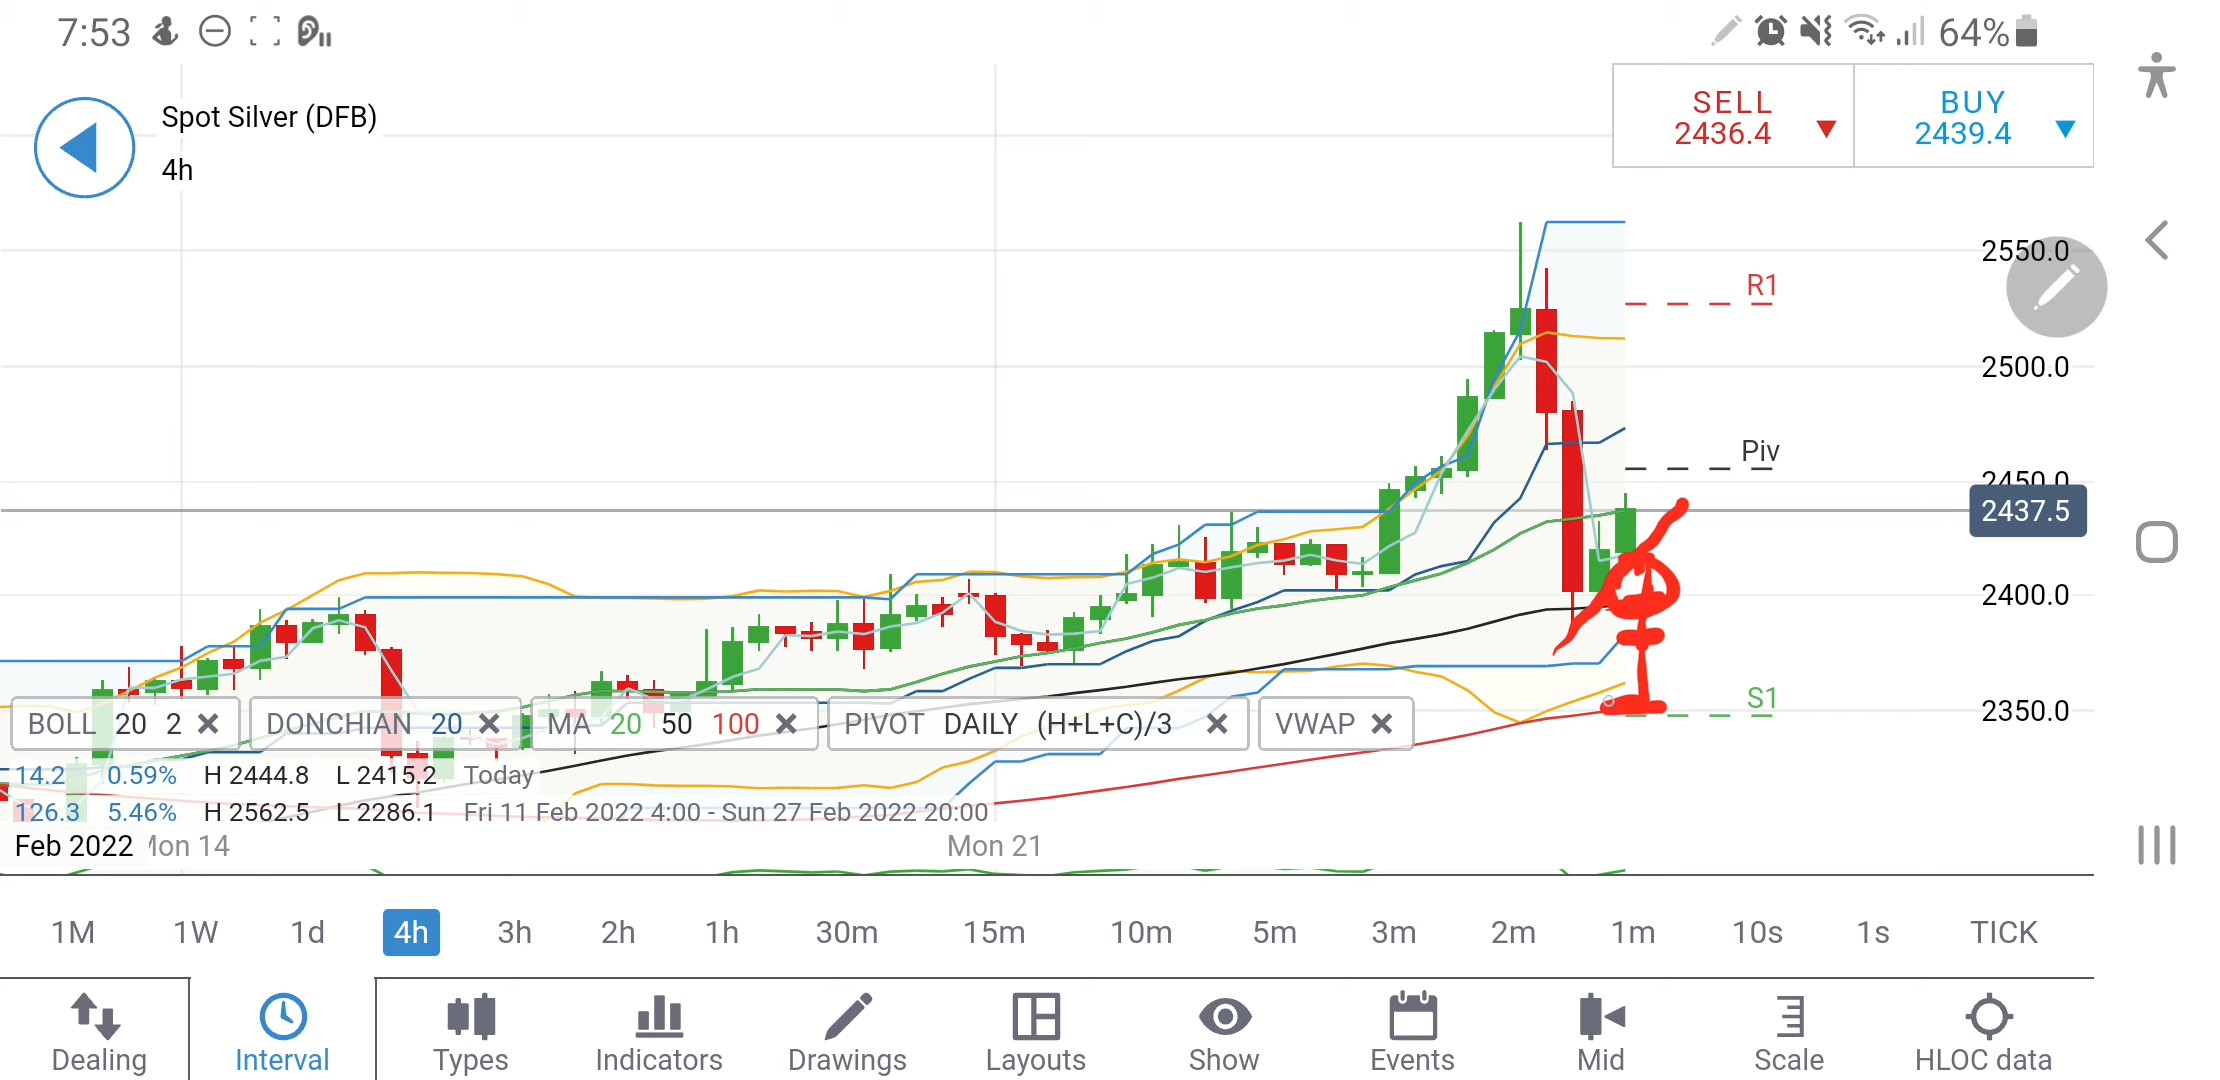 7:53
64%
Spot Silver (DFB)
4h
SELL
2436.4
BUY
2439.4
2550.0
R1
2500.0
Piv
2450.0
2437.5
2400.0
S1
2350.0
BOLL 20 2
DONCHIAN 20
MA 20 50 100
PIVOT DAILY (H+L+C)/3
VWAP
14.2 0.59% H 2444.8 L 2415.2 Today
126.3 5.46% H 2562.5 L 2286.1 Fri 11 Feb 2022 4:00 - Sun 27 Feb 2022 20:00
Feb 2022 Mon 14 Mon 21
1M 1W 1d 4h 3h 2h 1h 30m 15m 10m 5m 3m 2m 1m 10s 1s TICK
Dealing Interval Types Indicators Drawings Layouts Show Events Mid Scale HLOC data